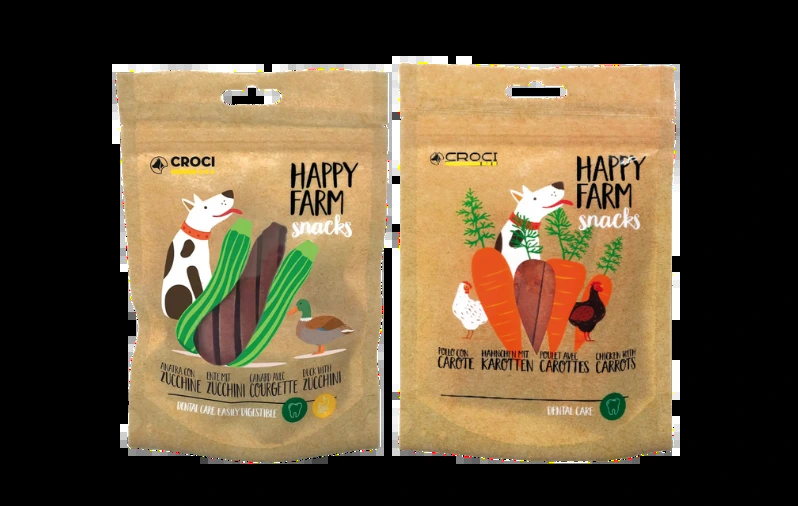 CROCI
HAPPY
FARM
snacks
ANATRA CON
ZUCCHINE
ENTE MIT
ZUCCHINI
CANARD AVEC
COURGETTE
DUCK WITH
ZUCCHINI
DENTAL CARE EASILY DIGESTIBLE
CROCI
HAPPY
FARM
snacks
POLLO CON
CAROTE
HÄHNCHEN MIT
KAROTTEN
POULET AVEC
CAROTTES
CHICKEN WITH
CARROTS
DENTAL CARE